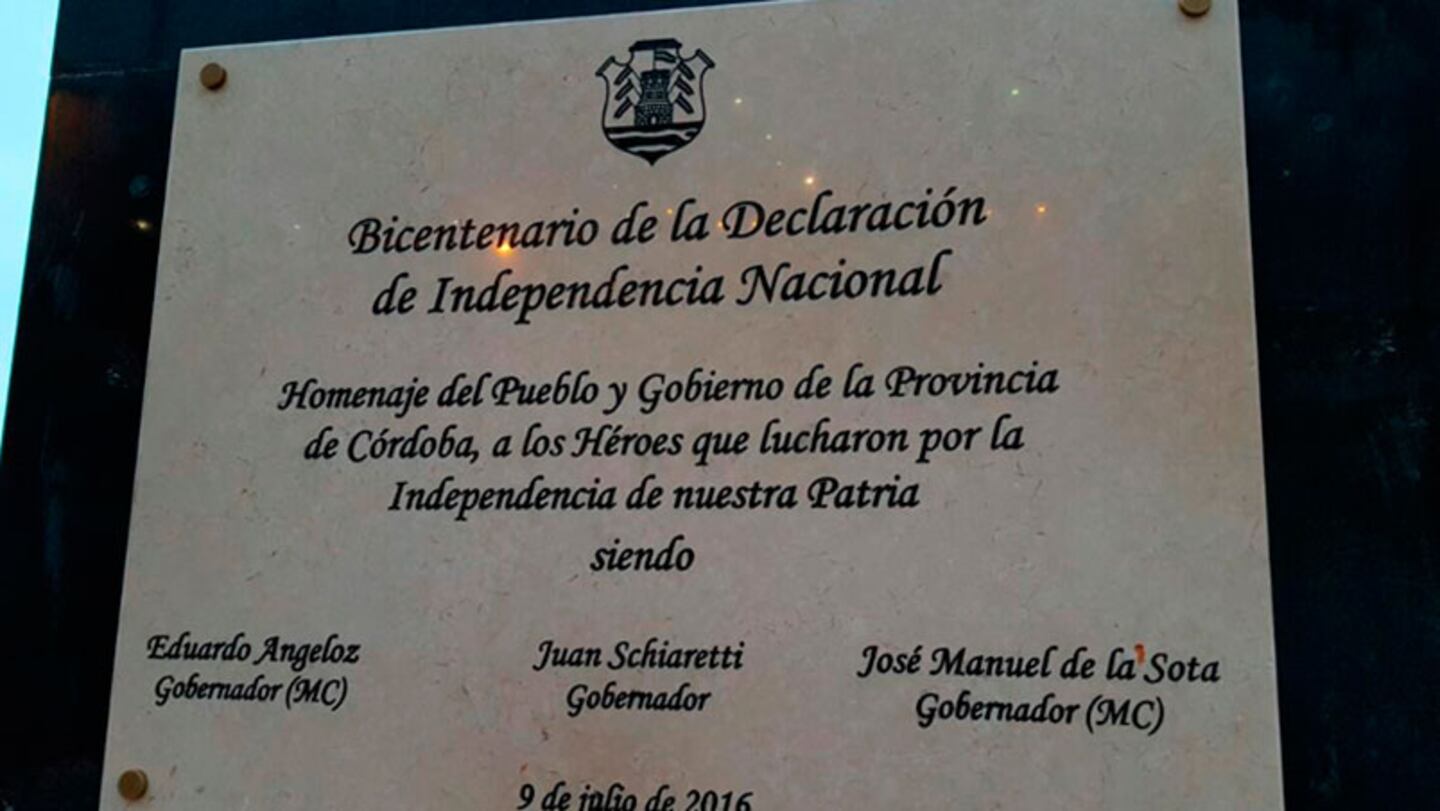 Bicentenario de la Declaración
de Independencia Nacional
Homenaje del Pueblo y Gobierno de la Provincia
de Córdoba, a los Héroes que lucharon por la
Independencia de nuestra Patria
siendo
Eduardo Angeloz
Gobernador (MC)
Juan Schiaretti
Gobernador
José Manuel de la Sota
Gobernador (MC)
9 de julio de 2016